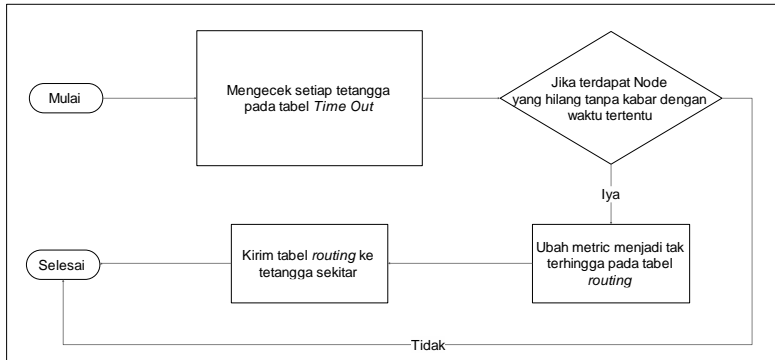 Mulai
Mengecek setiap tetangga
pada tabel Time Out
Jika terdapat Node
yang hilang tanpa kabar dengan
waktu tertentu
Iya
Ubah metric menjadi tak
terhingga pada tabel
routing
Kirim tabel routing ke
tetangga sekitar
Selesai
Tidak